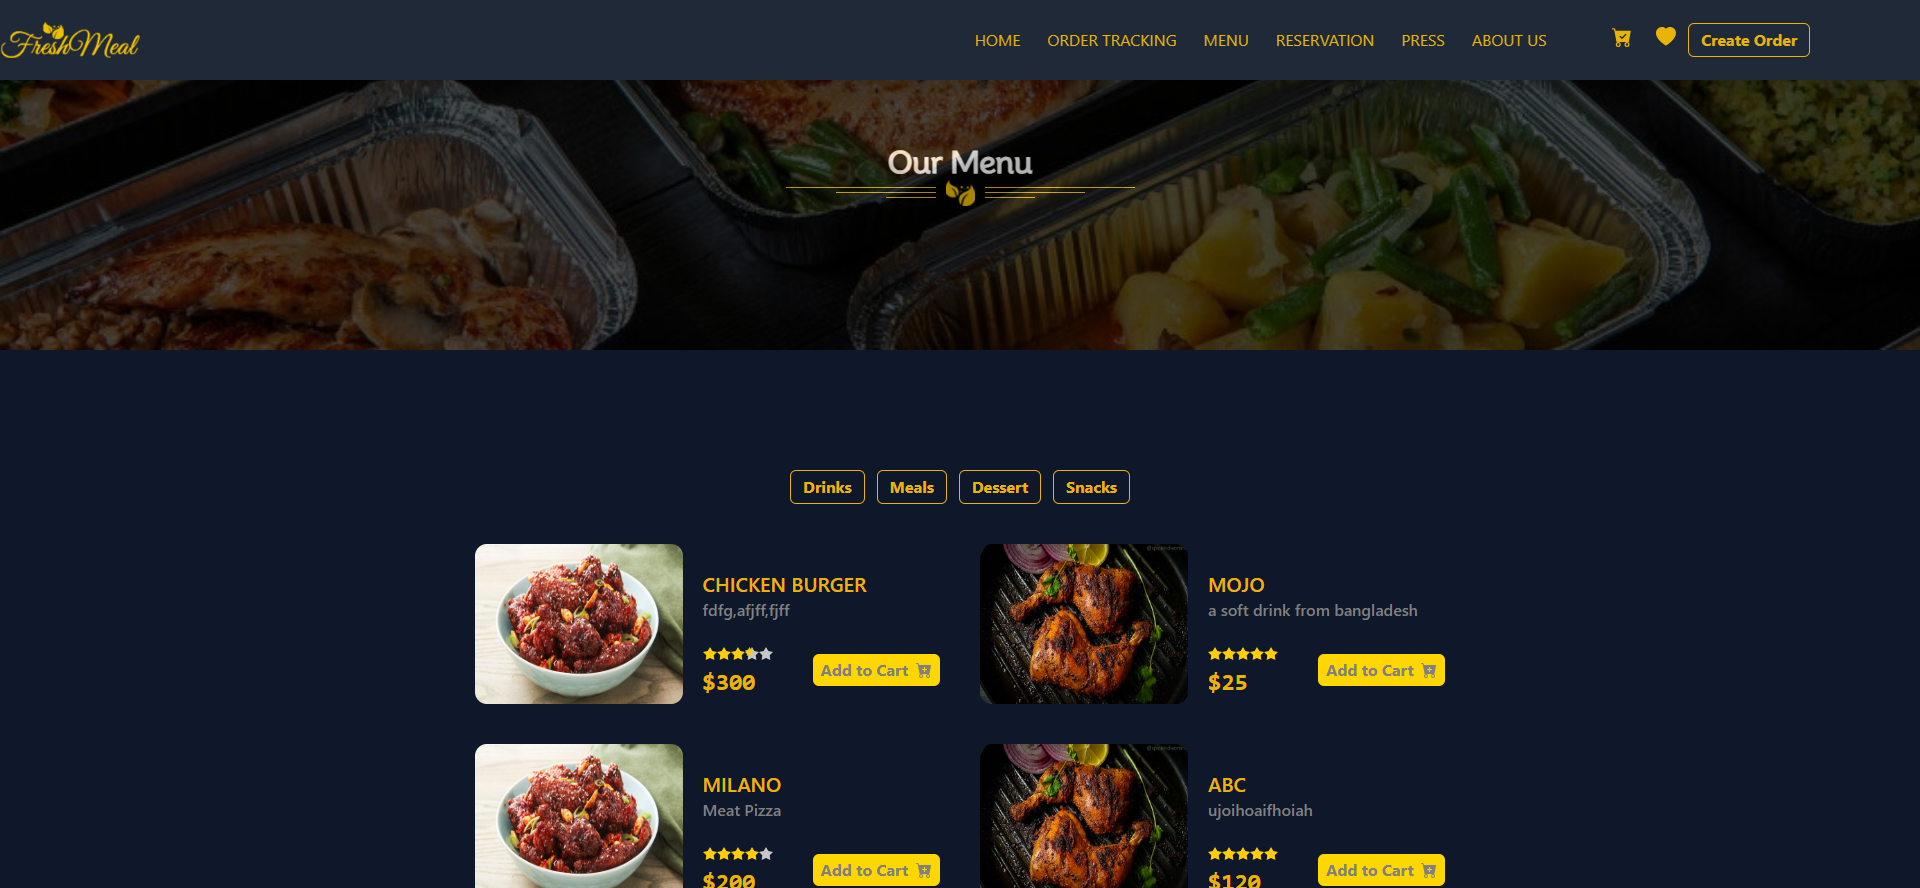 FreshMeal
HOME ORDER TRACKING MENU RESERVATION PRESS ABOUT US Create Order
Our Menu
Drinks Meals Dessert Snacks
CHICKEN BURGER
fdfg,afjff,fjff
Add to Cart
$300
MOJO
a soft drink from bangladesh
Add to Cart
$25
MILANO
Meat Pizza
Add to Cart
$200
ABC
ujoihoaifhoiah
Add to Cart
$120